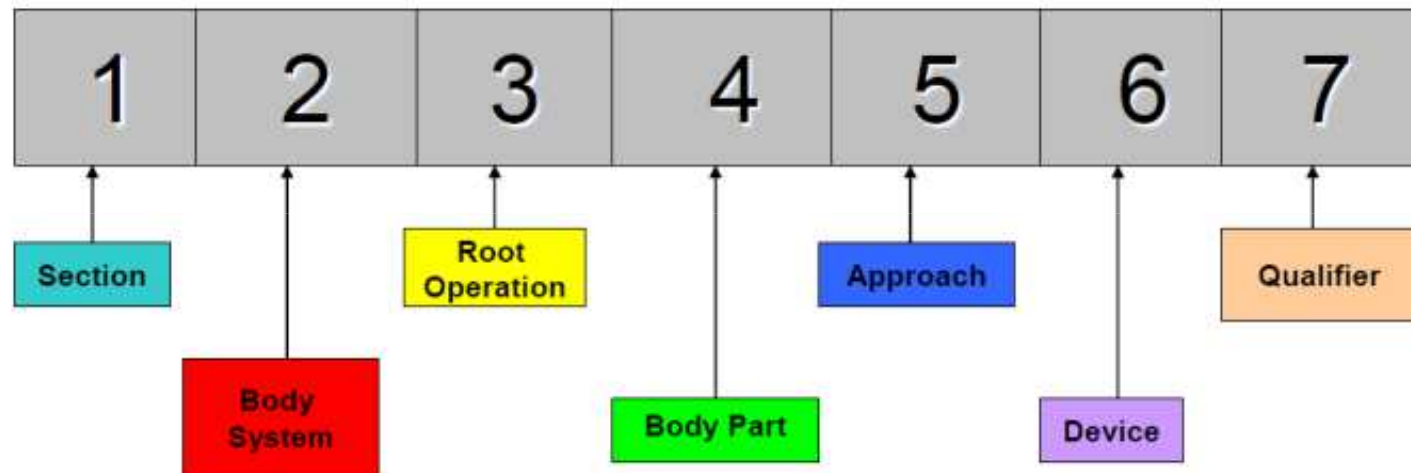 1 2 3 4 5 6 7
Section
Root
Operation
Approach
Qualifier
Body
System
Body Part
Device